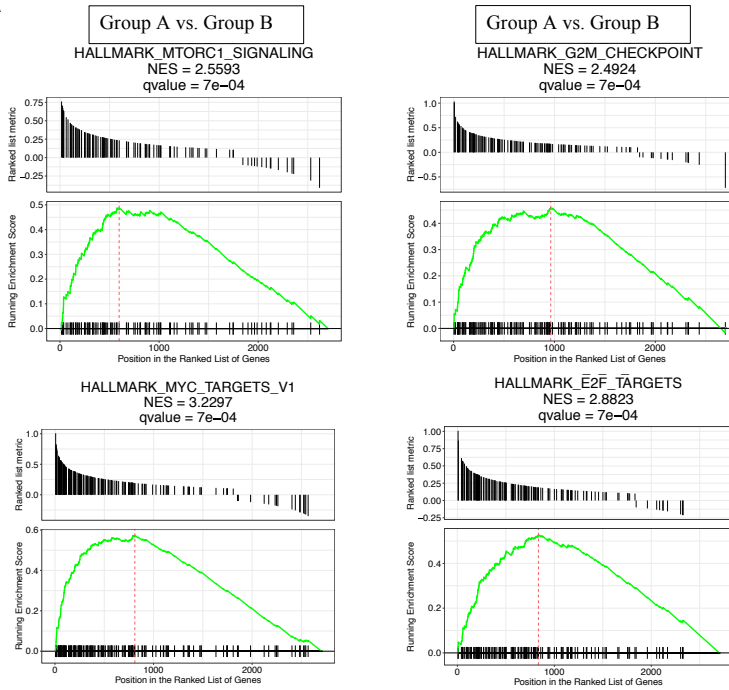 Group A vs. Group B
HALLMARK_MTORC1_SIGNALING
NES = 2.5593
qvalue = 7e−04
Ranked list metric
0.75
0.50
0.25
0.00
−0.25
Running Enrichment Score
0.5
0.4
0.3
0.2
0.1
0.0
0 1000 2000
Position in the Ranked List of Genes
Group A vs. Group B
HALLMARK_G2M_CHECKPOINT
NES = 2.4924
qvalue = 7e−04
Ranked list metric
1.0
0.5
0.0
−0.5
Running Enrichment Score
0.4
0.3
0.2
0.1
0.0
0 1000 2000
Position in the Ranked List of Genes
HALLMARK_MYC_TARGETS_V1
NES = 3.2297
qvalue = 7e−04
Ranked list metric
1.0
0.5
0.0
Running Enrichment Score
0.6
0.4
0.2
0.0
0 1000 2000
Position in the Ranked List of Genes
HALLMARK_E2F_TARGETS
NES = 2.8823
qvalue = 7e−04
Ranked list metric
1.00
0.75
0.50
0.25
0.00
−0.25
Running Enrichment Score
0.4
0.2
0.0
0 1000 2000
Position in the Ranked List of Genes